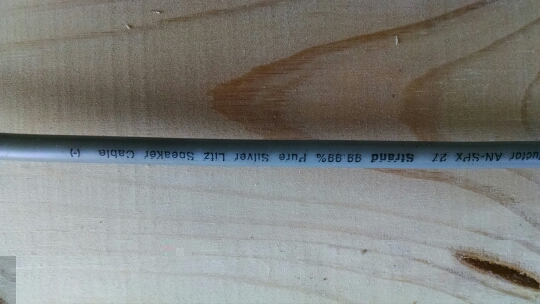 uctor AN-SPx 27 Strand 99.99% Pure Silver Litz Speaker Cable (-)